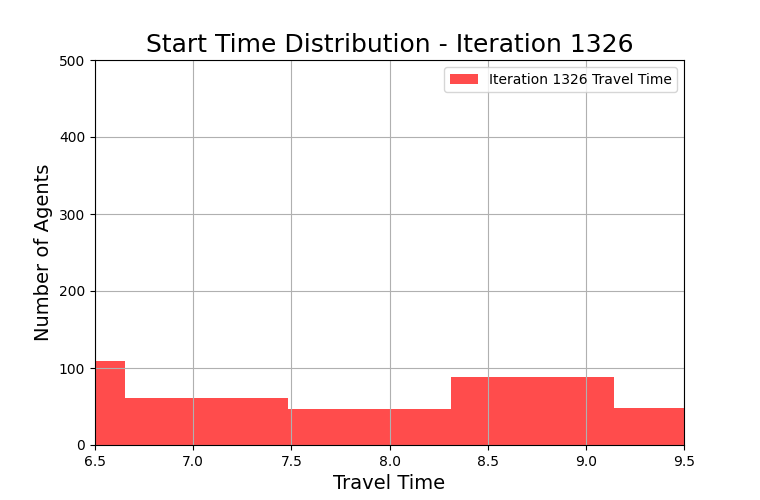 Start Time Distribution - Iteration 1326
500
Iteration 1326 Travel Time
400
300
200
100
0
Number of Agents
6.5 7.0 7.5 8.0 8.5 9.0 9.5
Travel Time